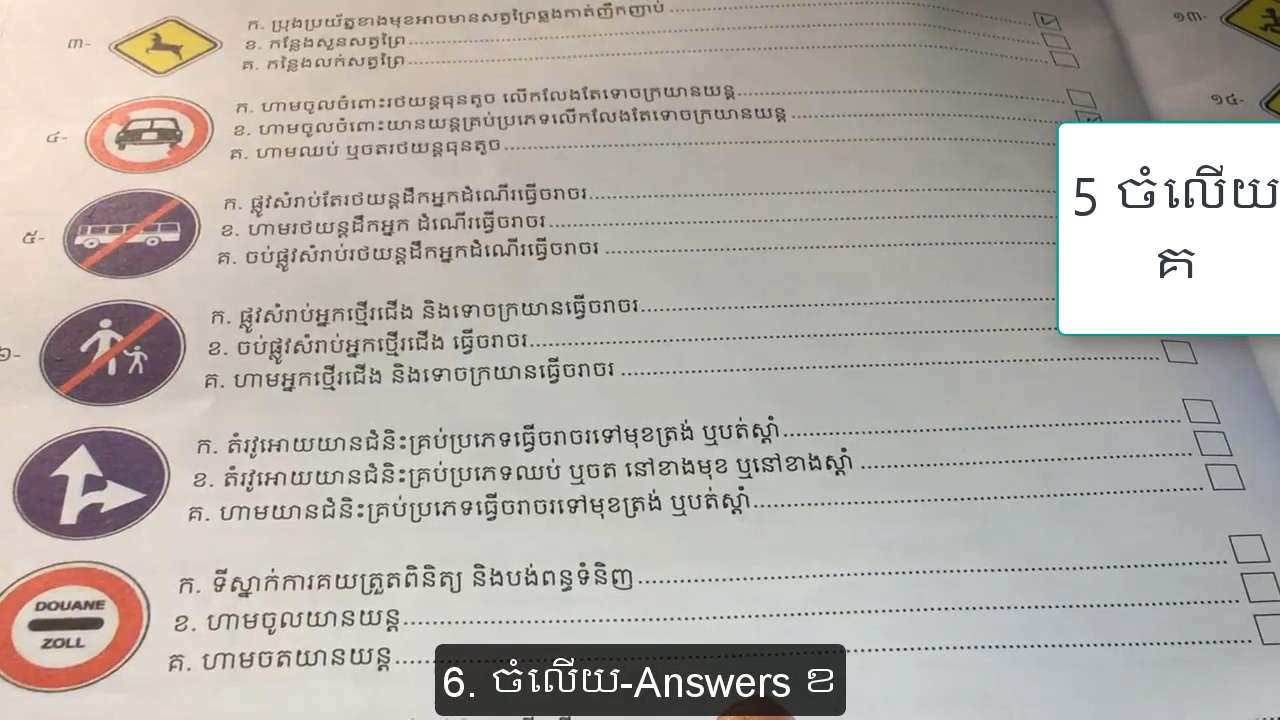 ៣-
ក. ប្រុងប្រយ័ត្នខាងមុខអាចមានសត្វព្រៃឆ្លងកាត់ញឹកញាប់
ខ. កន្លែងសួនសត្វព្រៃ
គ. កន្លែងលក់សត្វព្រៃ
៤-
ក. ហាមចូលចំពោះរថយន្តធុនតូច លើកលែងតែទោចក្រយានយន្ត
ខ. ហាមចូលចំពោះយានយន្តគ្រប់ប្រភេទលើកលែងតែទោចក្រយានយន្ត
គ. ហាមឈប់ ឬចតរថយន្តធុនតូច
៥-
ក. ផ្លូវសំរាប់តែរថយន្តដឹកអ្នកដំណើរធ្វើចរាចរ
ខ. ហាមរថយន្តដឹកអ្នក ដំណើរធ្វើចរាចរ
គ. ចប់ផ្លូវសំរាប់រថយន្តដឹកអ្នកដំណើរធ្វើចរាចរ
៦-
ក. ផ្លូវសំរាប់អ្នកថ្មើរជើង និងទោចក្រយានធ្វើចរាចរ
ខ. ចប់ផ្លូវសំរាប់អ្នកថ្មើរជើង ធ្វើចរាចរ
គ. ហាមអ្នកថ្មើរជើង និងទោចក្រយានធ្វើចរាចរ
ក. តំរវូអោយយានជំនិះគ្រប់ប្រភេទធ្វើចរាចរទៅមុខត្រង់ ឬបត់ស្តាំ
ខ. តំរវូអោយយានជំនិះគ្រប់ប្រភេទឈប់ ឬចត នៅខាងមុខ ឬនៅខាងស្តាំ
គ. ហាមយានជំនិះគ្រប់ប្រភេទធ្វើចរាចរទៅមុខត្រង់ ឬបត់ស្តាំ
DOUANE
ZOLL
ក. ទីស្នាក់ការគយត្រួតពិនិត្យ និងបង់ពន្ធទំនិញ
ខ. ហាមចូលយានយន្ត
គ. ហាមចតយានយន្ត
១៣-
១៤-
5 ចំលើយ
គ
6. ចំលើយ-Answers ខ